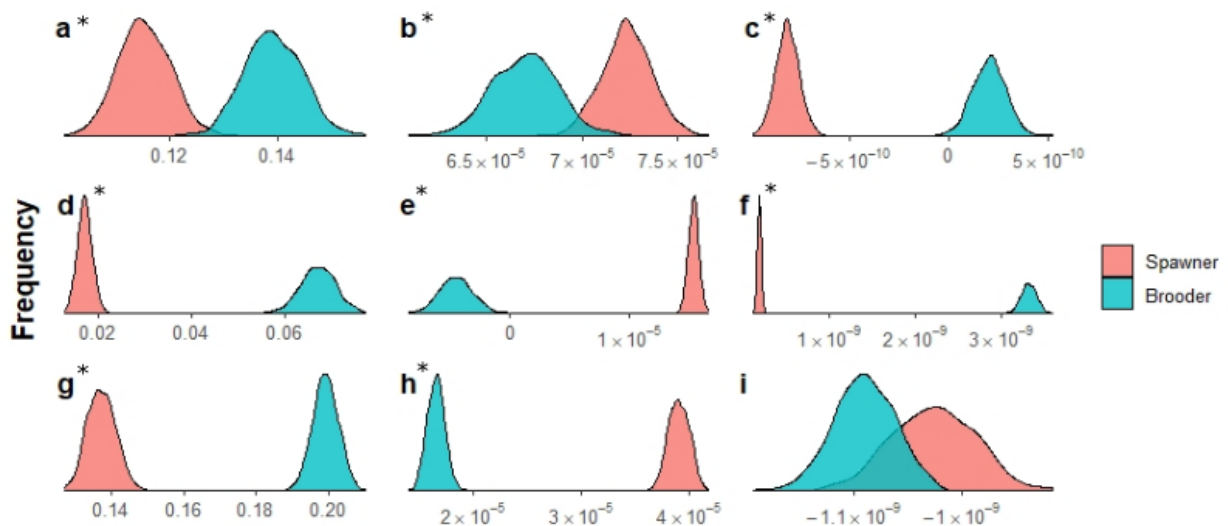 a *
b *
c *
0.12 0.14
6.5 × 10⁻⁵ 7 × 10⁻⁵ 7.5 × 10⁻⁵
−5 × 10⁻¹⁰ 0 5 × 10⁻¹⁰
d *
e *
f *
0.02 0.04 0.06
0 1 × 10⁻⁵
1 × 10⁻⁹ 2 × 10⁻⁹ 3 × 10⁻⁹
g *
h *
i
0.14 0.16 0.18 0.20
2 × 10⁻⁵ 3 × 10⁻⁵ 4 × 10⁻⁵
−1.1 × 10⁻⁹ −1 × 10⁻⁹
Frequency
Spawner
Brooder